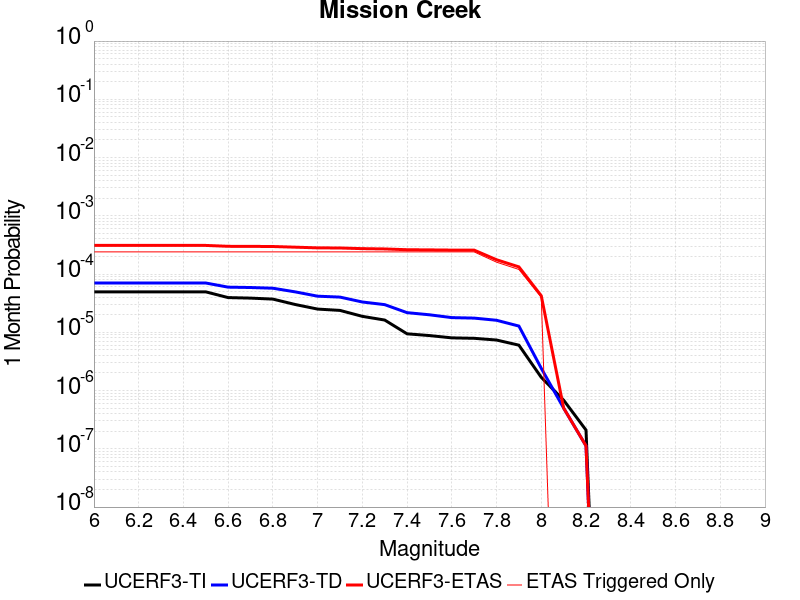 Mission Creek
10 0
10 -1
10 -2
10 -3
10 -4
10 -5
10 -6
10 -7
10 -8
1 Month Probability
6 6.2 6.4 6.6 6.8 7 7.2 7.4 7.6 7.8 8 8.2 8.4 8.6 8.8 9
Magnitude
UCERF3-TI UCERF3-TD UCERF3-ETAS ETAS Triggered Only